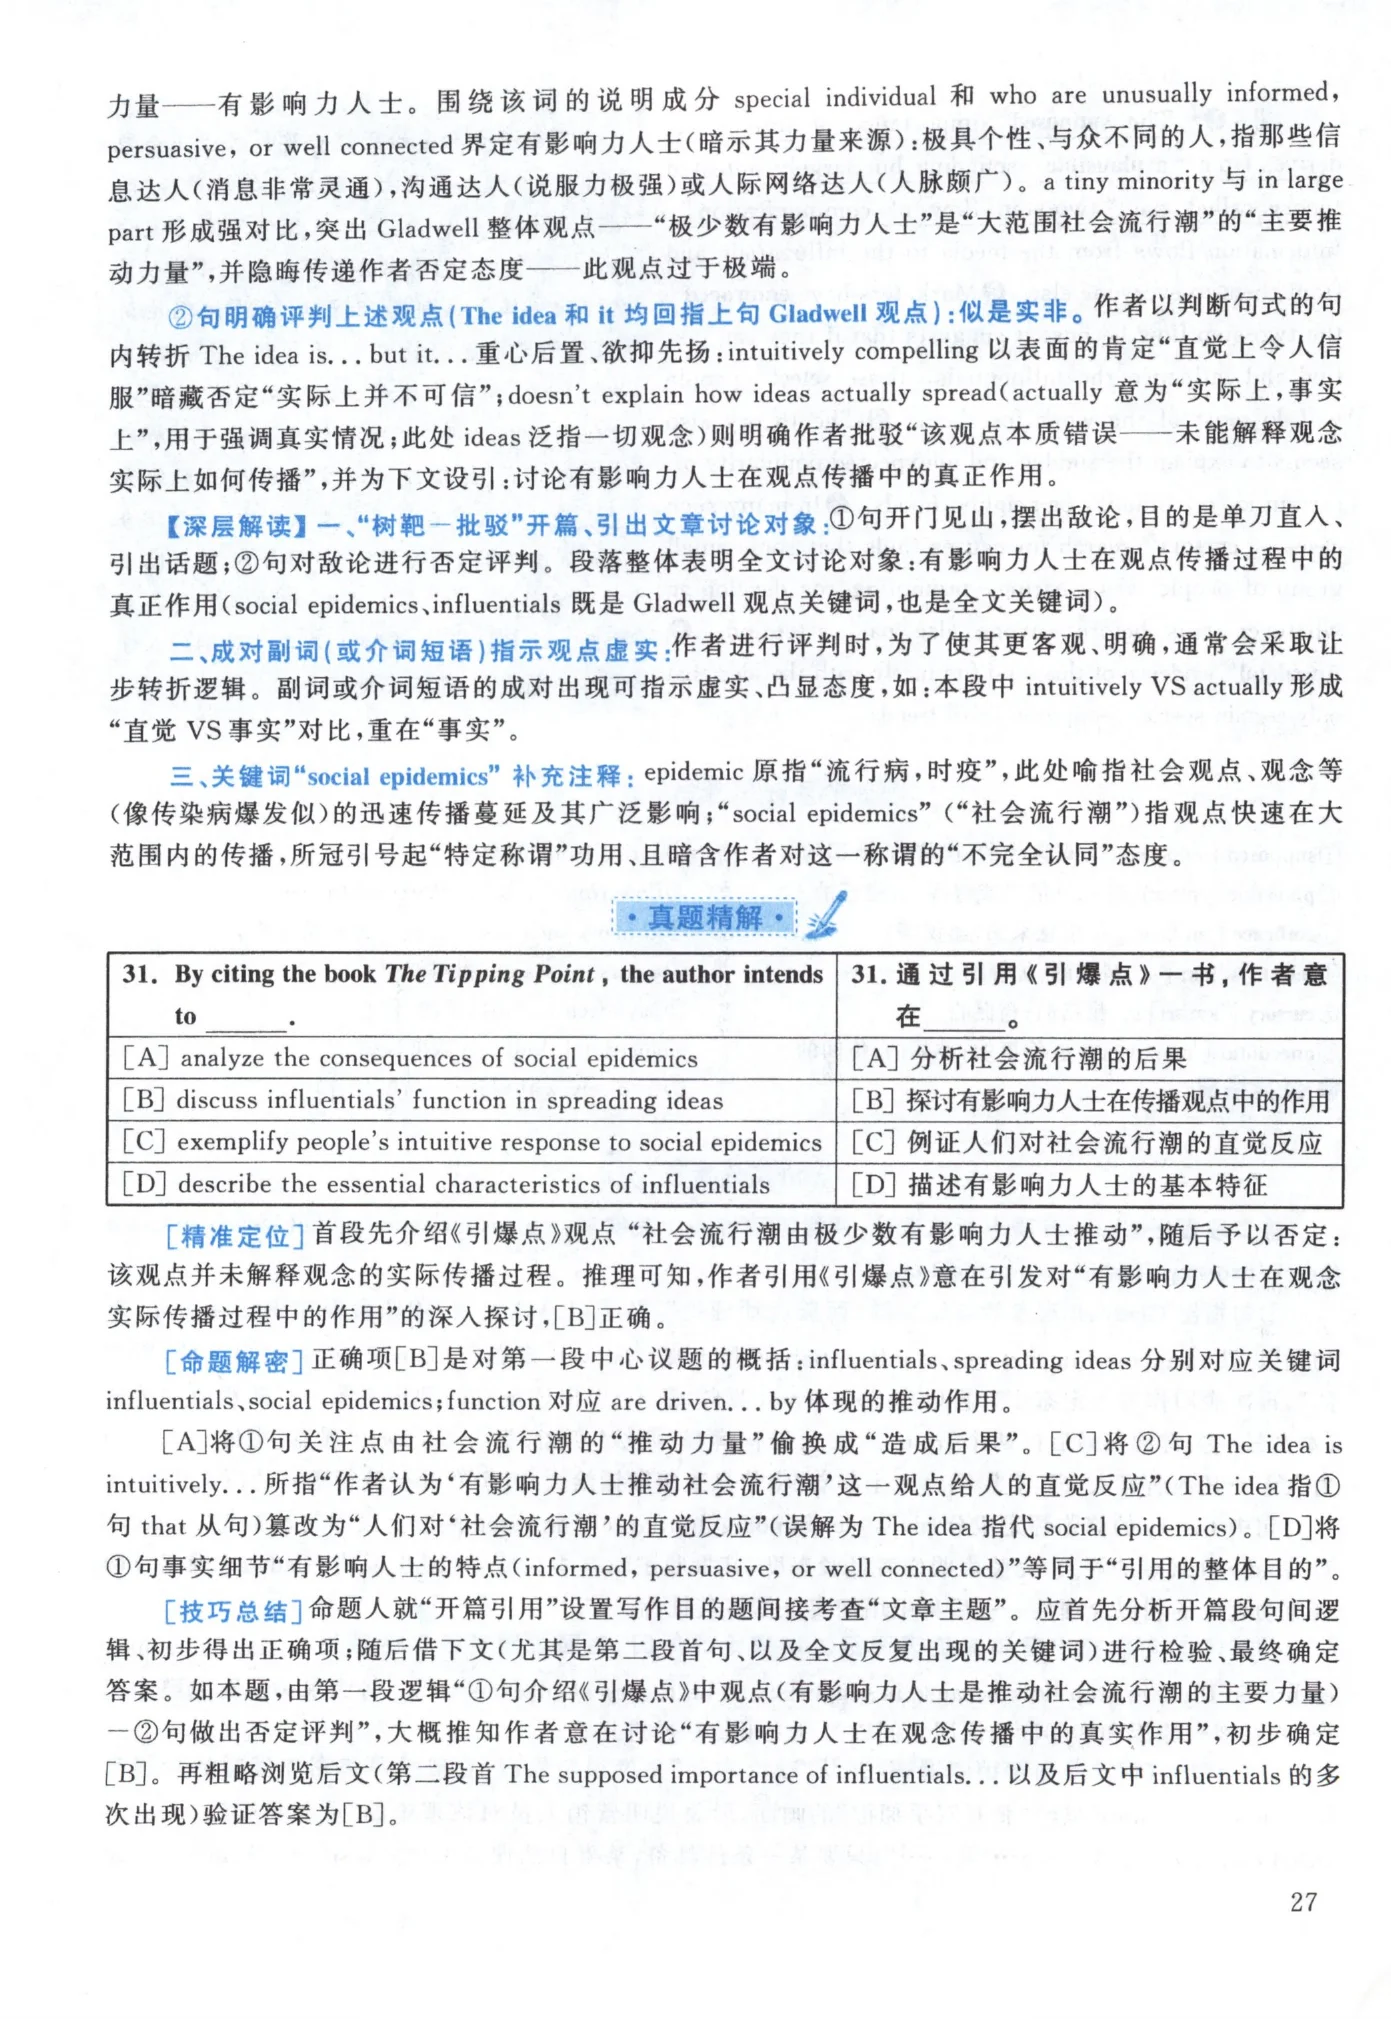 力量——有影响力人士。围绕该词的说明成分 special individual 和 who are unusually informed,
persuasive, or well connected 界定有影响力人士(暗示其力量来源):极具个性、与众不同的人,指那些信
息达人(消息非常灵通),沟通达人(说服力极强)或人际网络达人(人脉颇广)。a tiny minority 与 in large
part 形成强对比,突出 Gladwell 整体观点——“极少数有影响力人士”是“大范围社会流行潮”的“主要推
动力量”,并隐晦传递作者否定态度——此观点过于极端。
②句明确评判上述观点(The idea 和 it 均回指上句 Gladwell 观点):似是实非。作者以判断句式的句
内转折 The idea is... but it... 重心后置、欲抑先扬:intuitively compelling 以表面的肯定“直觉上令人信
服”暗藏否定“实际上并不可信”;doesn't explain how ideas actually spread(actually 意为“实际上,事实
上”,用于强调真实情况;此处 ideas 泛指一切观念)则明确作者批驳“该观点本质错误——未能解释观念
实际上如何传播”,并为下文设引:讨论有影响力人士在观点传播中的真正作用。
【深层解读】一、“树靶—批驳”开篇、引出文章讨论对象:①句开门见山,摆出敌论,目的是单刀直入、
引出话题;②句对敌论进行否定评判。段落整体表明全文讨论对象:有影响力人士在观点传播过程中的
真正作用(social epidemics、influentials 既是 Gladwell 观点关键词,也是全文关键词)。
二、成对副词(或介词短语)指示观点虚实:作者进行评判时,为了使其更客观、明确,通常会采取让
步转折逻辑。副词或介词短语的成对出现可指示虚实、凸显态度,如:本段中 intuitively VS actually 形成
“直觉 VS 事实”对比,重在“事实”。
三、关键词“social epidemics”补充注释:epidemic 原指“流行病,时疫”,此处喻指社会观点、观念等
(像传染病爆发似)的迅速传播蔓延及其广泛影响;“social epidemics”(“社会流行潮”)指观点快速在大
范围内的传播,所冠引号起“特定称谓”功用、且暗含作者对这一称谓的“不完全认同”态度。
·真题精解·
31. By citing the book The Tipping Point, the author intends
to ______.
31. 通过引用《引爆点》一书,作者意
在______。
[A] analyze the consequences of social epidemics
[A] 分析社会流行潮的后果
[B] discuss influentials' function in spreading ideas
[B] 探讨有影响力人士在传播观点中的作用
[C] exemplify people's intuitive response to social epidemics
[C] 例证人们对社会流行潮的直觉反应
[D] describe the essential characteristics of influentials
[D] 描述有影响力人士的基本特征
[精准定位] 首段先介绍《引爆点》观点 “社会流行潮由极少数有影响力人士推动”,随后予以否定:
该观点并未解释观念的实际传播过程。推理可知,作者引用《引爆点》意在引发对“有影响力人士在观念
实际传播过程中的作用”的深入探讨,[B]正确。
[命题解密] 正确项[B]是对第一段中心议题的概括:influentials、spreading ideas 分别对应关键词
influentials、social epidemics;function 对应 are driven... by 体现的推动作用。
[A]将①句关注点由社会流行潮的“推动力量”偷换成“造成后果”。[C]将②句 The idea is
intuitively... 所指“作者认为‘有影响力人士推动社会流行潮’这一观点给人的直觉反应”(The idea 指①
句 that 从句)篡改为“人们对‘社会流行潮’的直觉反应”(误解为 The idea 指代 social epidemics)。[D]将
①句事实细节“有影响人士的特点(informed, persuasive, or well connected)”等同于“引用的整体目的”。
[技巧总结] 命题人就“开篇引用”设置写作目的题间接考查“文章主题”。应首先分析开篇段句间逻
辑、初步得出正确项;随后借下文(尤其是第二段首句、以及全文反复出现的关键词)进行检验、最终确定
答案。如本题,由第一段逻辑“①句介绍《引爆点》中观点(有影响力人士是推动社会流行潮的主要力量)
—②句做出否定评判”,大概推知作者意在讨论“有影响力人士在观念传播中的真实作用”,初步确定
[B]。再粗略浏览后文(第二段首 The supposed importance of influentials... 以及后文中 influentials 的多
次出现)验证答案为[B]。
27